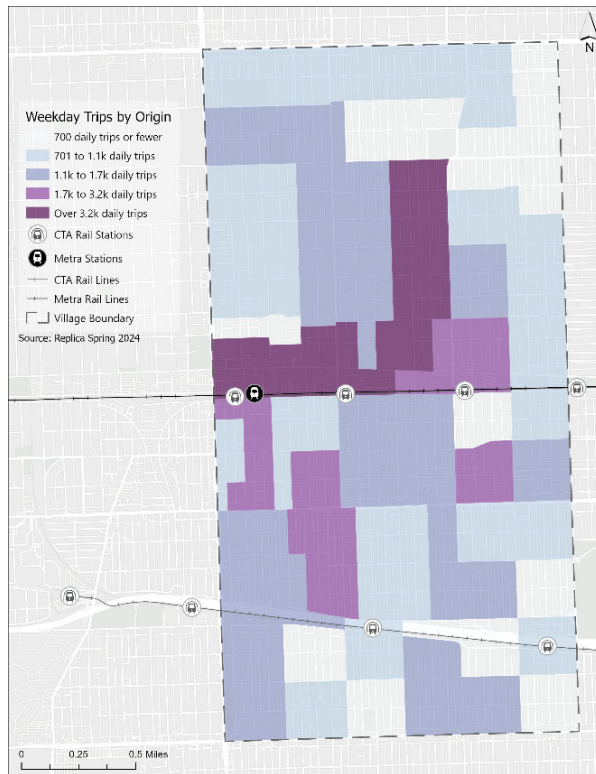 N
Weekday Trips by Origin
700 daily trips or fewer
701 to 1.1k daily trips
1.1k to 1.7k daily trips
1.7k to 3.2k daily trips
Over 3.2k daily trips
CTA Rail Stations
Metra Stations
CTA Rail Lines
Metra Rail Lines
Village Boundary
Source: Replica Spring 2024
0 0.25 0.5 Miles